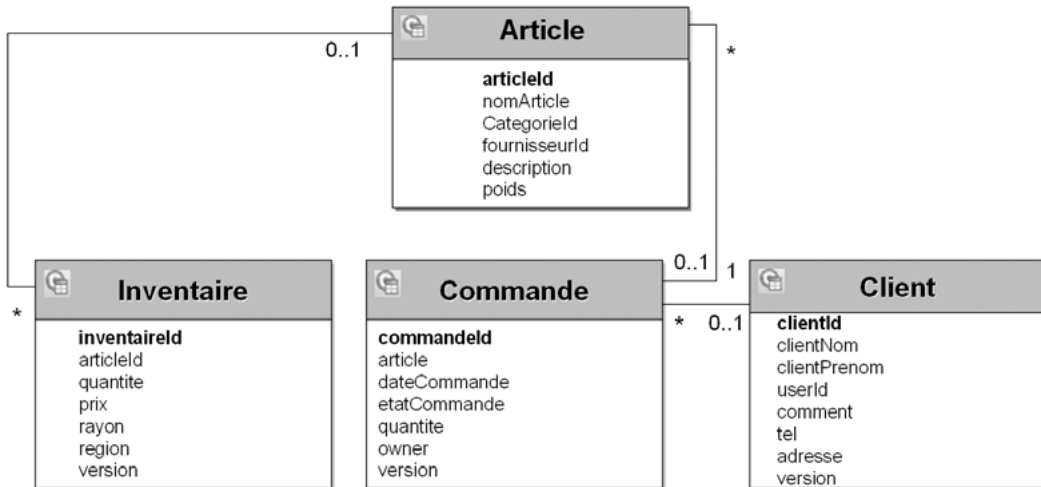 Article
0..1
*
articleId
nomArticle
CategorieId
fournisseurId
description
poids
0..1
1
Inventaire
*
inventaireId
articleId
quantite
prix
rayon
region
version
Commande
*
commandeId
article
dateCommande
etatCommande
quantite
owner
version
Client
0..1
clientId
clientNom
clientPrenom
userId
comment
tel
adresse
version